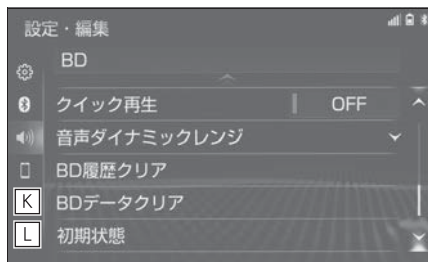 設定・編集
BD
クイック再生 OFF
音声ダイナミックレンジ
BD履歴クリア
K BDデータクリア
L 初期状態